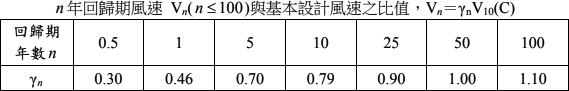 n 年回歸期風速 Vn(n≤100)與基本設計風速之比值，Vn＝γnV10(C)
回歸期年數 n 0.5 1 5 10 25 50 100
γn 0.30 0.46 0.70 0.79 0.90 1.00 1.10